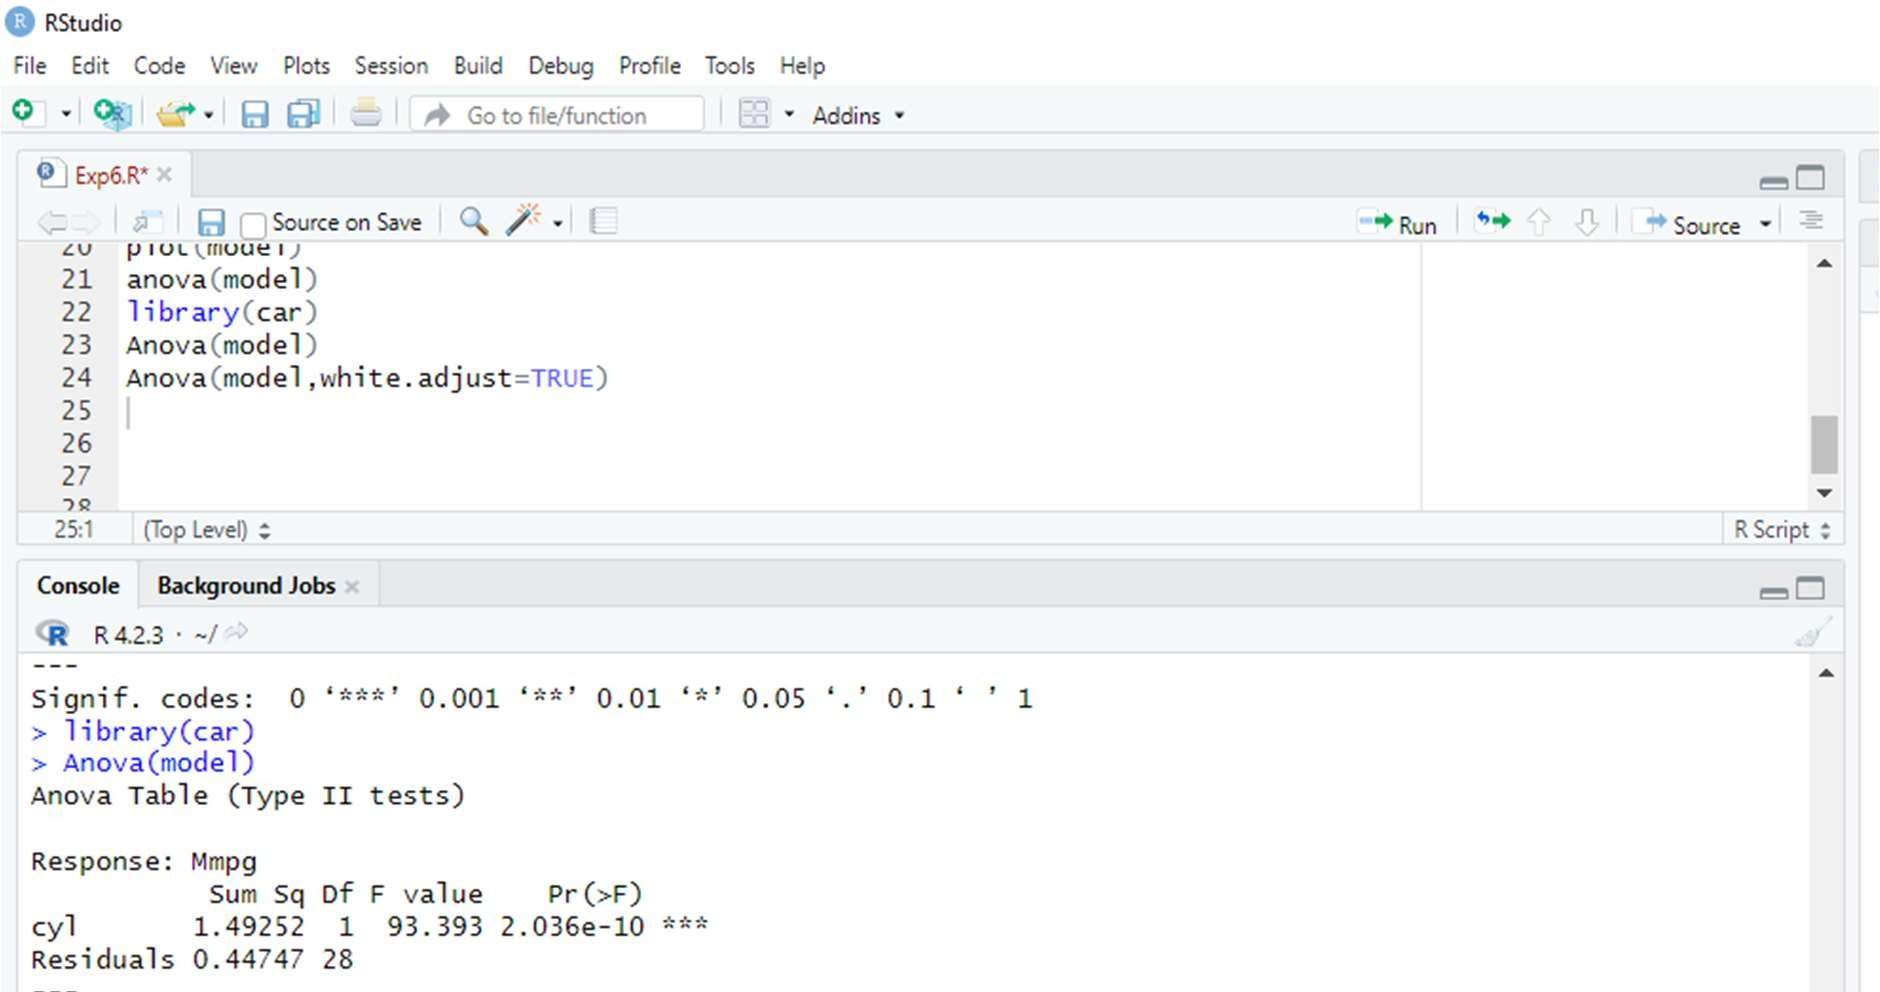 RStudio
File Edit Code View Plots Session Build Debug Profile Tools Help
Go to file/function Addins
Exp6.R*
Source on Save Run Source
20 plot(model)
21 anova(model)
22 library(car)
23 Anova(model)
24 Anova(model,white.adjust=TRUE)
25
26
27
28
25:1 (Top Level) R Script
Console Background Jobs
R 4.2.3 · ~/
---
Signif. codes:  0 ‘***’ 0.001 ‘**’ 0.01 ‘*’ 0.05 ‘.’ 0.1 ‘ ’ 1
> library(car)
> Anova(model)
Anova Table (Type II tests)
Response: Mmpg
Sum Sq Df F value    Pr(>F)
cyl       1.49252  1  93.393 2.036e-10 ***
Residuals 0.44747 28
---